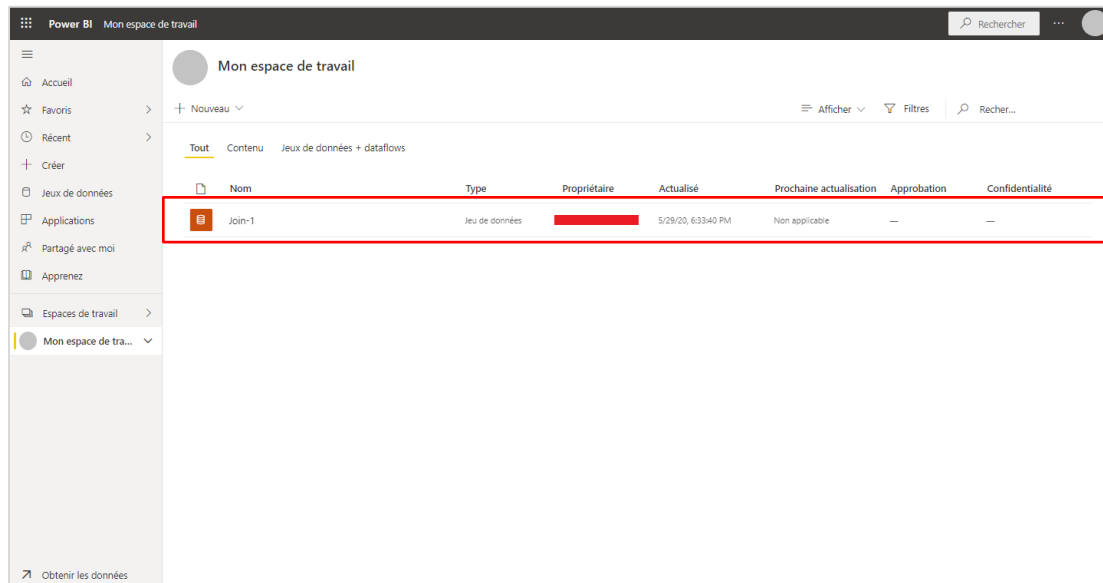 Power BI Mon espace de travail
Rechercher ...
Mon espace de travail
Accueil
Favoris
Récent
Créer
Jeux de données
Applications
Partagé avec moi
Apprenez
Espaces de travail
Mon espace de tra...
Obtenir les données
Nouveau
Afficher Filtres Recher...
Tout Contenu Jeux de données + dataflows
Nom Type Propriétaire Actualisé Prochaine actualisation Approbation Confidentialité
Join-1 Jeu de données 5/29/20, 6:33:40 PM Non applicable — —